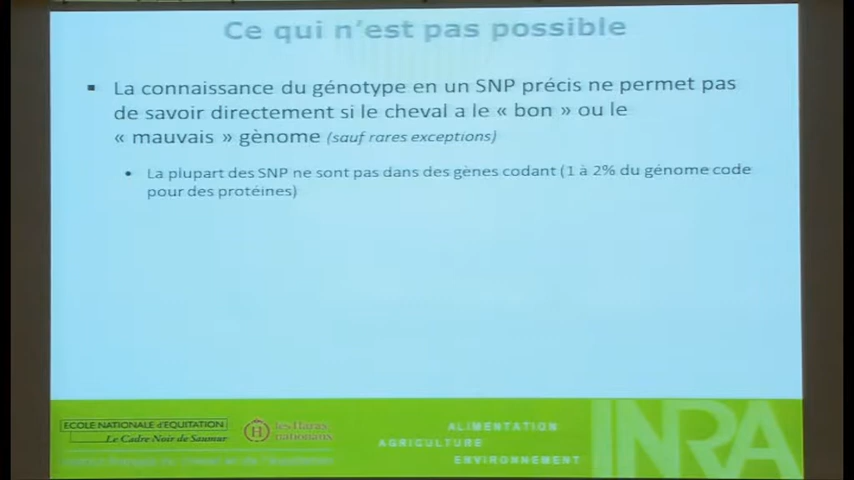 Ce qui n'est pas possible
▪ La connaissance du génotype en un SNP précis ne permet pas
de savoir directement si le cheval a le « bon » ou le
« mauvais » gènome (sauf rares exceptions)
• La plupart des SNP ne sont pas dans des gènes codant (1 à 2% du génome code
pour des protéines)
ECOLE NATIONALE d'EQUITATION
Le Cadre Noir de Saumur
H
les Haras
nationaux
ALIMENTATION
AGRICULTURE
ENVIRONNEMENT
INRA